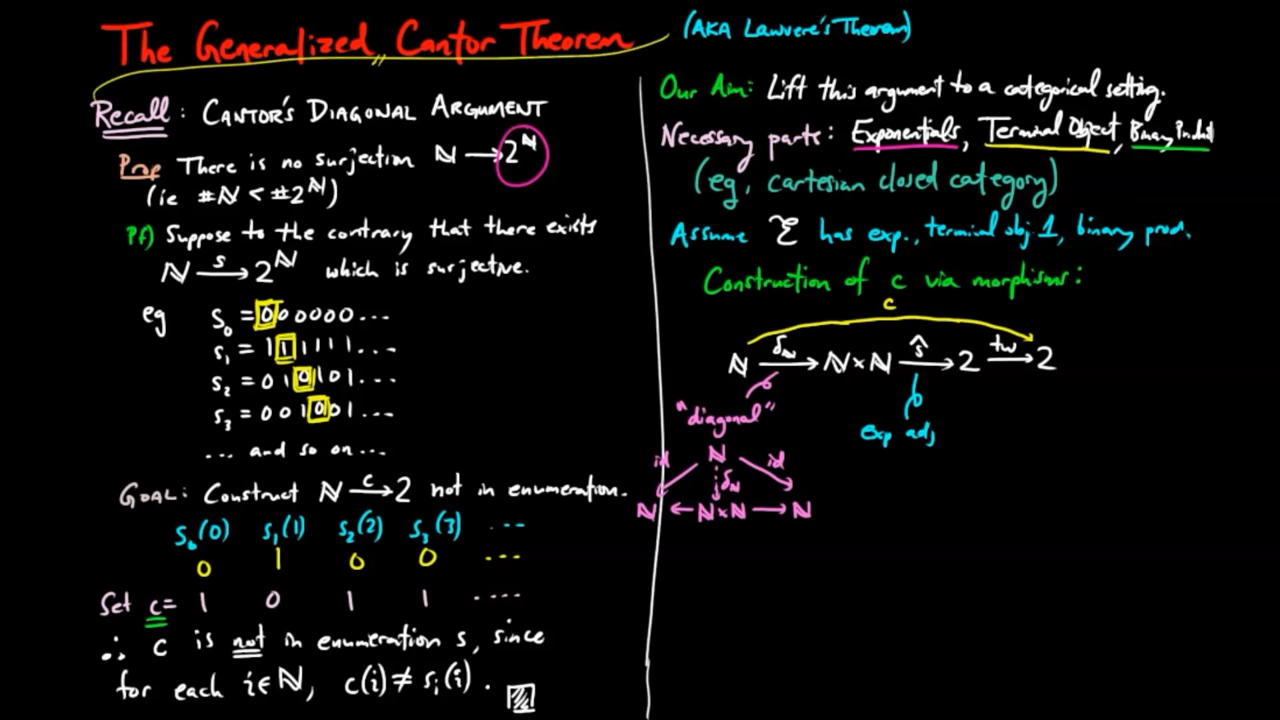 The Generalized Cantor Theorem
(AKA Lawvere's Theorem)
Recall: CANTOR'S DIAGONAL ARGUMENT
Prop There is no surjection ℕ → 2^ℕ
(ie #ℕ < #2^ℕ)
Pf) Suppose to the contrary that there exists
ℕ →^s 2^ℕ which is surjective.
eg S₀ = 0 0 0 0 0 0 ...
S₁ = 1 1 1 1 1 1 ...
S₂ = 0 1 0 1 0 1 ...
S₃ = 0 0 1 0 0 1 ...
... and so on ...
GOAL: Construct ℕ →^c 2 not in enumeration.
S₀(0) S₁(1) S₂(2) S₃(3) ...
0 1 0 0 ...
Set c = 1 0 1 1 ....
∴ c is not in enumeration s, since
for each i∈ℕ, c(i) ≠ s_i(i).
Our Aim: Lift this argument to a categorical setting.
Necessary parts: Exponentials, Terminal Object, Binary Product
(eg, cartesian closed category)
Assume ℰ has exp., terminal obj 1, binary prod.
Construction of c via morphisms:
c
ℕ →^δ_ℕ ℕ×ℕ →^ŝ 2 →^tw 2
"diagonal"
exp adj
ℕ
id δ_ℕ id
ℕ ← ℕ×ℕ → ℕ